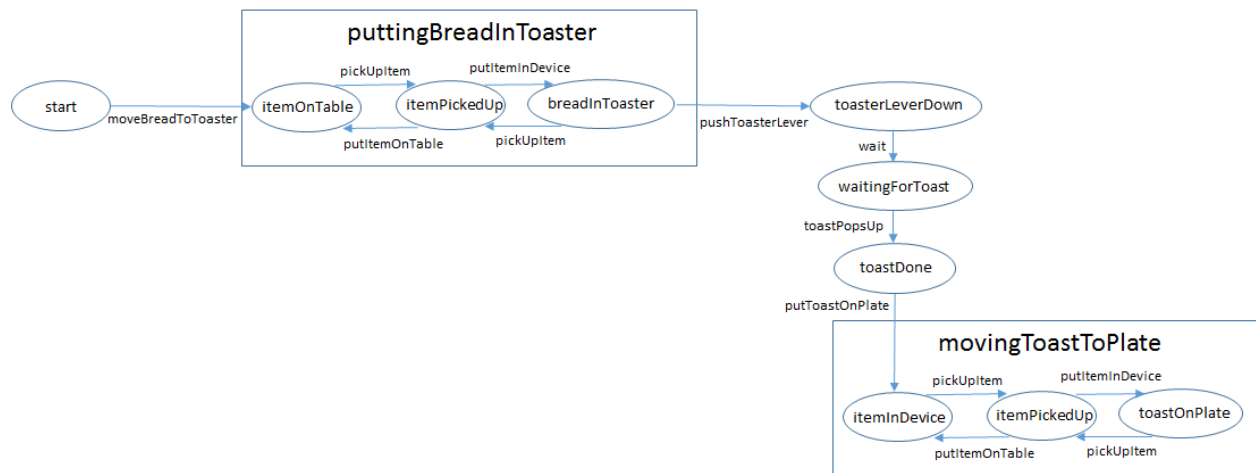 puttingBreadInToaster
pickUpItem
putItemInDevice
start
moveBreadToToaster
itemOnTable
itemPickedUp
breadInToaster
putItemOnTable
pickUpItem
pushToasterLever
toasterLeverDown
wait
waitingForToast
toastPopsUp
toastDone
putToastOnPlate
movingToastToPlate
pickUpItem
putItemInDevice
itemInDevice
itemPickedUp
toastOnPlate
putItemOnTable
pickUpItem